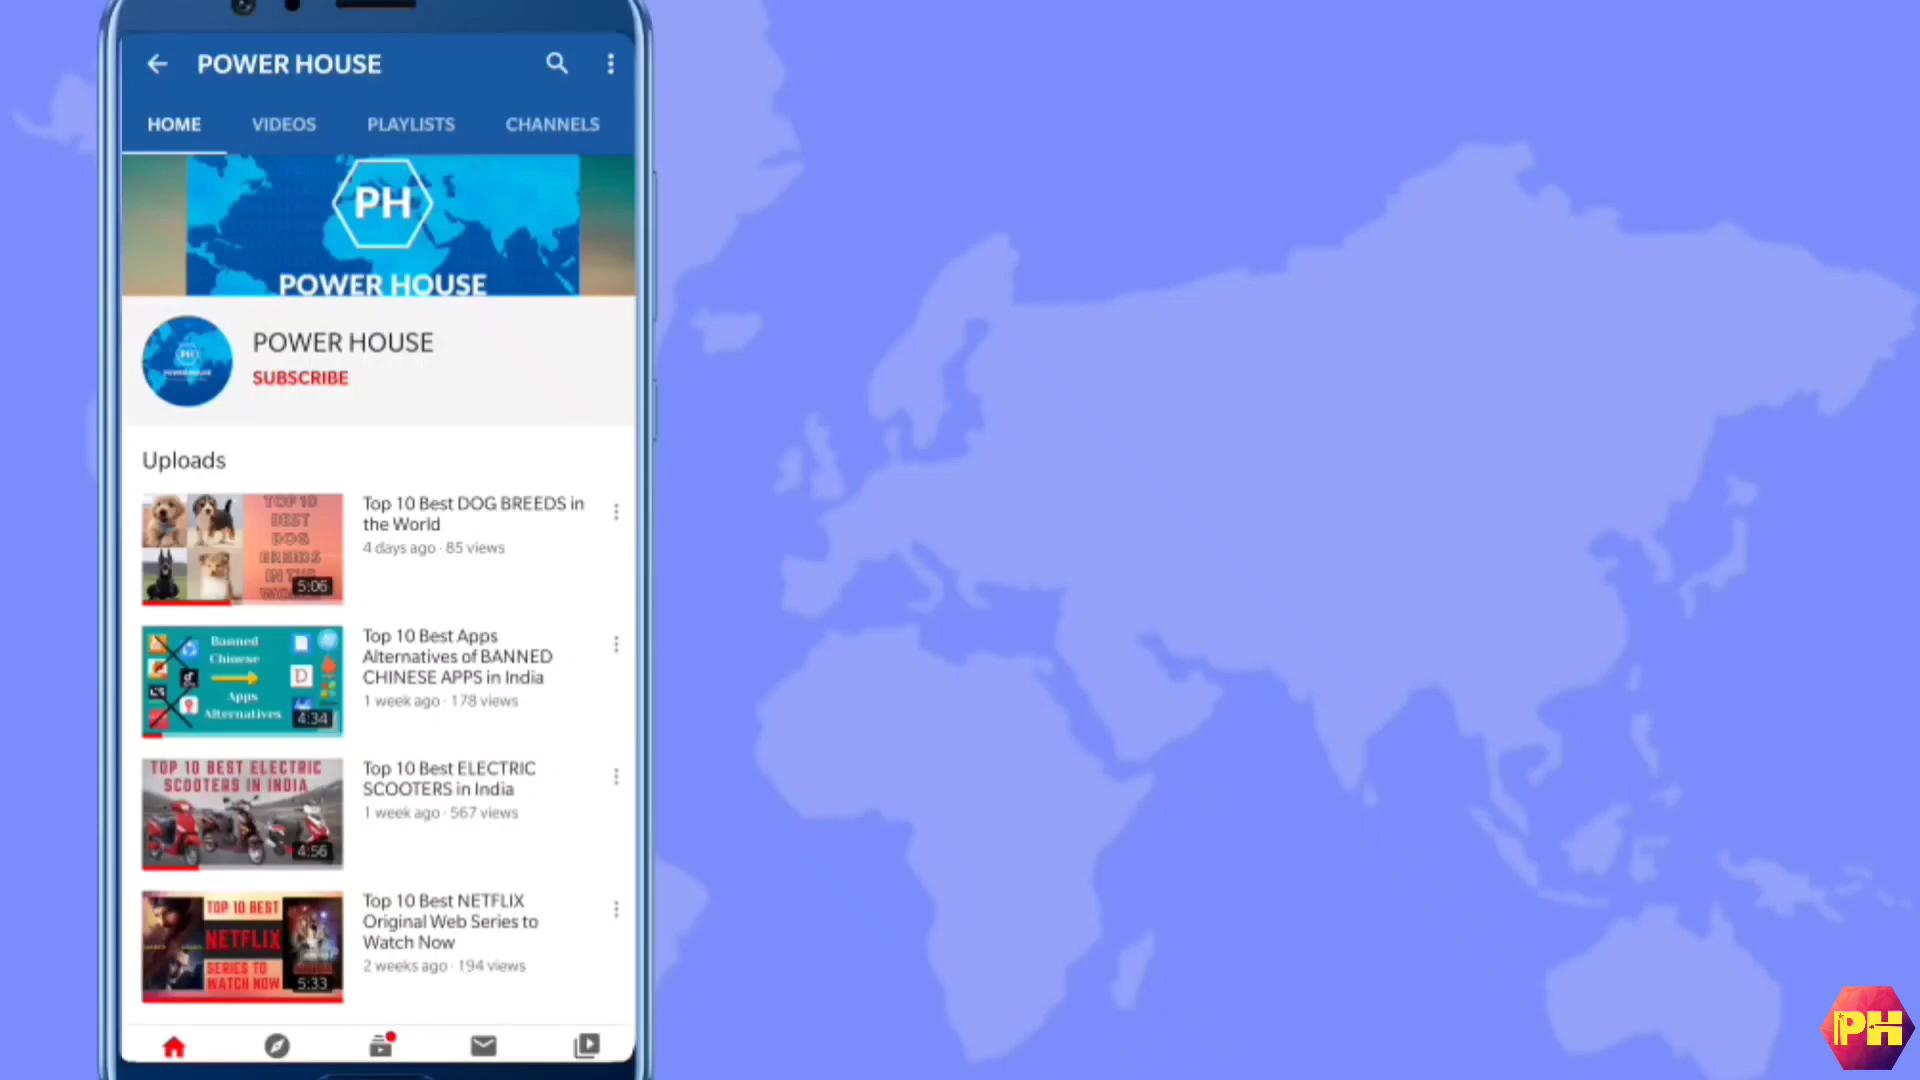 POWER HOUSE
HOME VIDEOS PLAYLISTS CHANNELS
PH
POWER HOUSE
PH
POWER HOUSE
SUBSCRIBE
Uploads
TOP 10
BEST
DOG
BREEDS
IN THE
5:06
Top 10 Best DOG BREEDS in
the World
4 days ago · 85 views
Banned
Chinese
Apps
Alternatives
4:34
Top 10 Best Apps
Alternatives of BANNED
CHINESE APPS in India
1 week ago · 178 views
TOP 10 BEST ELECTRIC
SCOOTERS IN INDIA
4:56
Top 10 Best ELECTRIC
SCOOTERS in India
1 week ago · 567 views
TOP 10 BEST
NETFLIX
SERIES TO
WATCH NOW
5:33
Top 10 Best NETFLIX
Original Web Series to
Watch Now
2 weeks ago · 194 views
PH